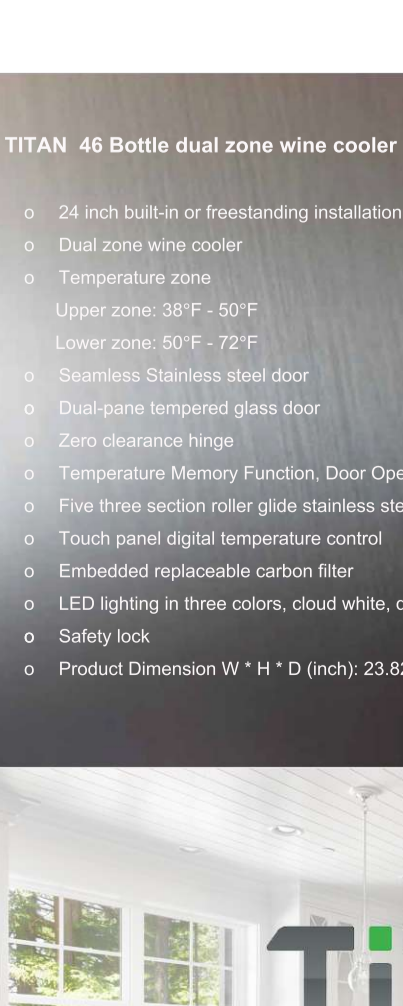 TITAN 46 Bottle dual zone wine cooler
o 24 inch built-in or freestanding installation
o Dual zone wine cooler
o Temperature zone
Upper zone: 38°F - 50°F
Lower zone: 50°F - 72°F
o Seamless Stainless steel door
o Dual-pane tempered glass door
o Zero clearance hinge
o Temperature Memory Function, Door Ope
o Five three section roller glide stainless ste
o Touch panel digital temperature control
o Embedded replaceable carbon filter
o LED lighting in three colors, cloud white,
o Safety lock
o Product Dimension W * H * D (inch): 23.82
Ti